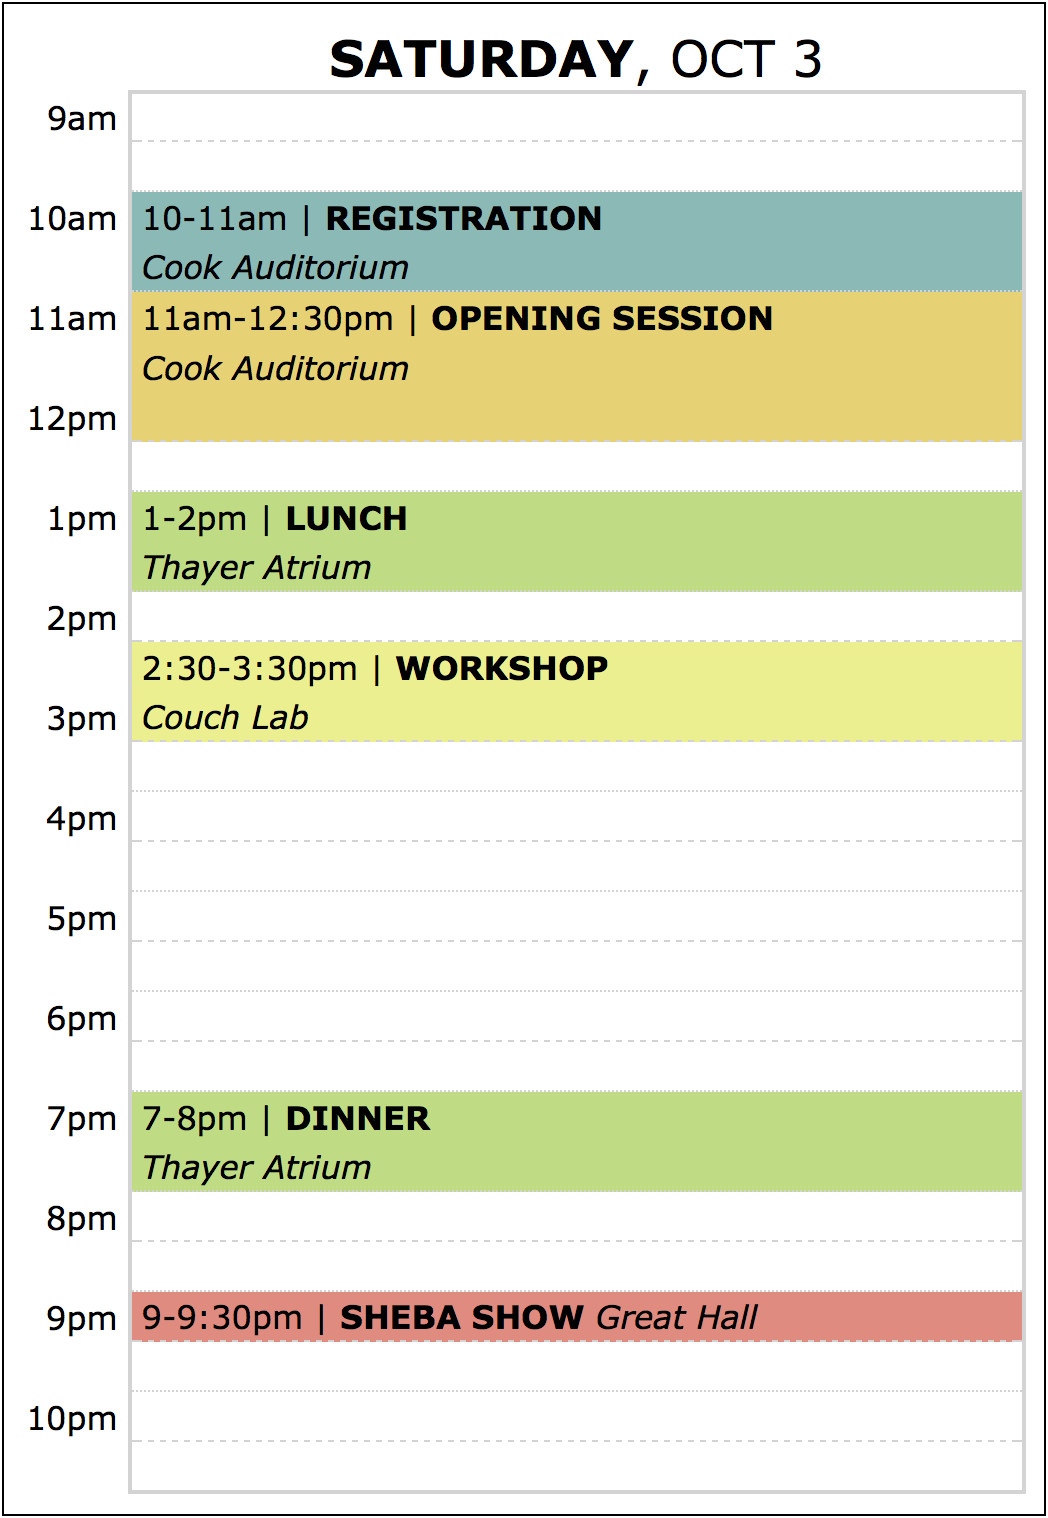 SATURDAY, OCT 3
9am
10am
10-11am | REGISTRATION
Cook Auditorium
11am
11am-12:30pm | OPENING SESSION
Cook Auditorium
12pm
1pm
1-2pm | LUNCH
Thayer Atrium
2pm
2:30-3:30pm | WORKSHOP
3pm
Couch Lab
4pm
5pm
6pm
7pm
7-8pm | DINNER
Thayer Atrium
8pm
9pm
9-9:30pm | SHEBA SHOW Great Hall
10pm